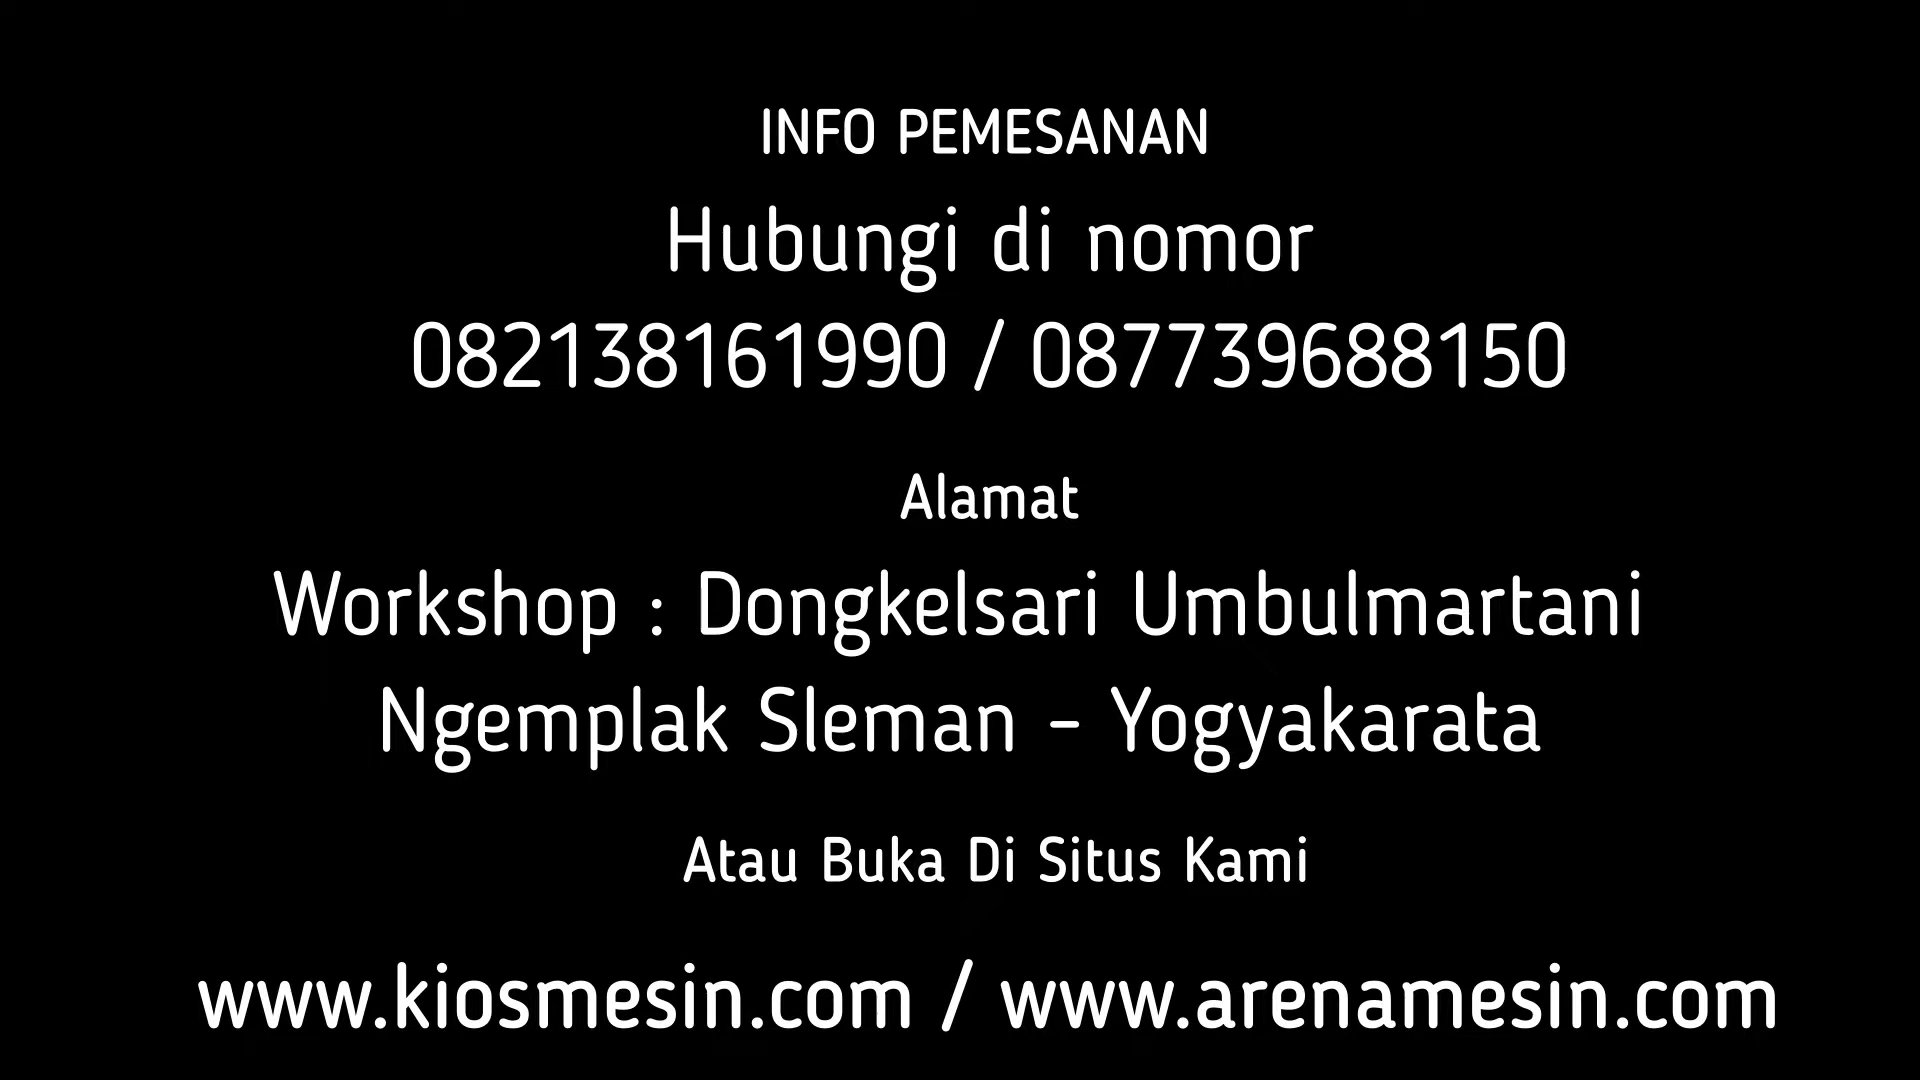 INFO PEMESANAN
Hubungi di nomor
082138161990 / 087739688150
Alamat
Workshop : Dongkelsari Umbulmartani
Ngemplak Sleman - Yogyakarata
Atau Buka Di Situs Kami
www.kiosmesin.com / www.arenamesin.com